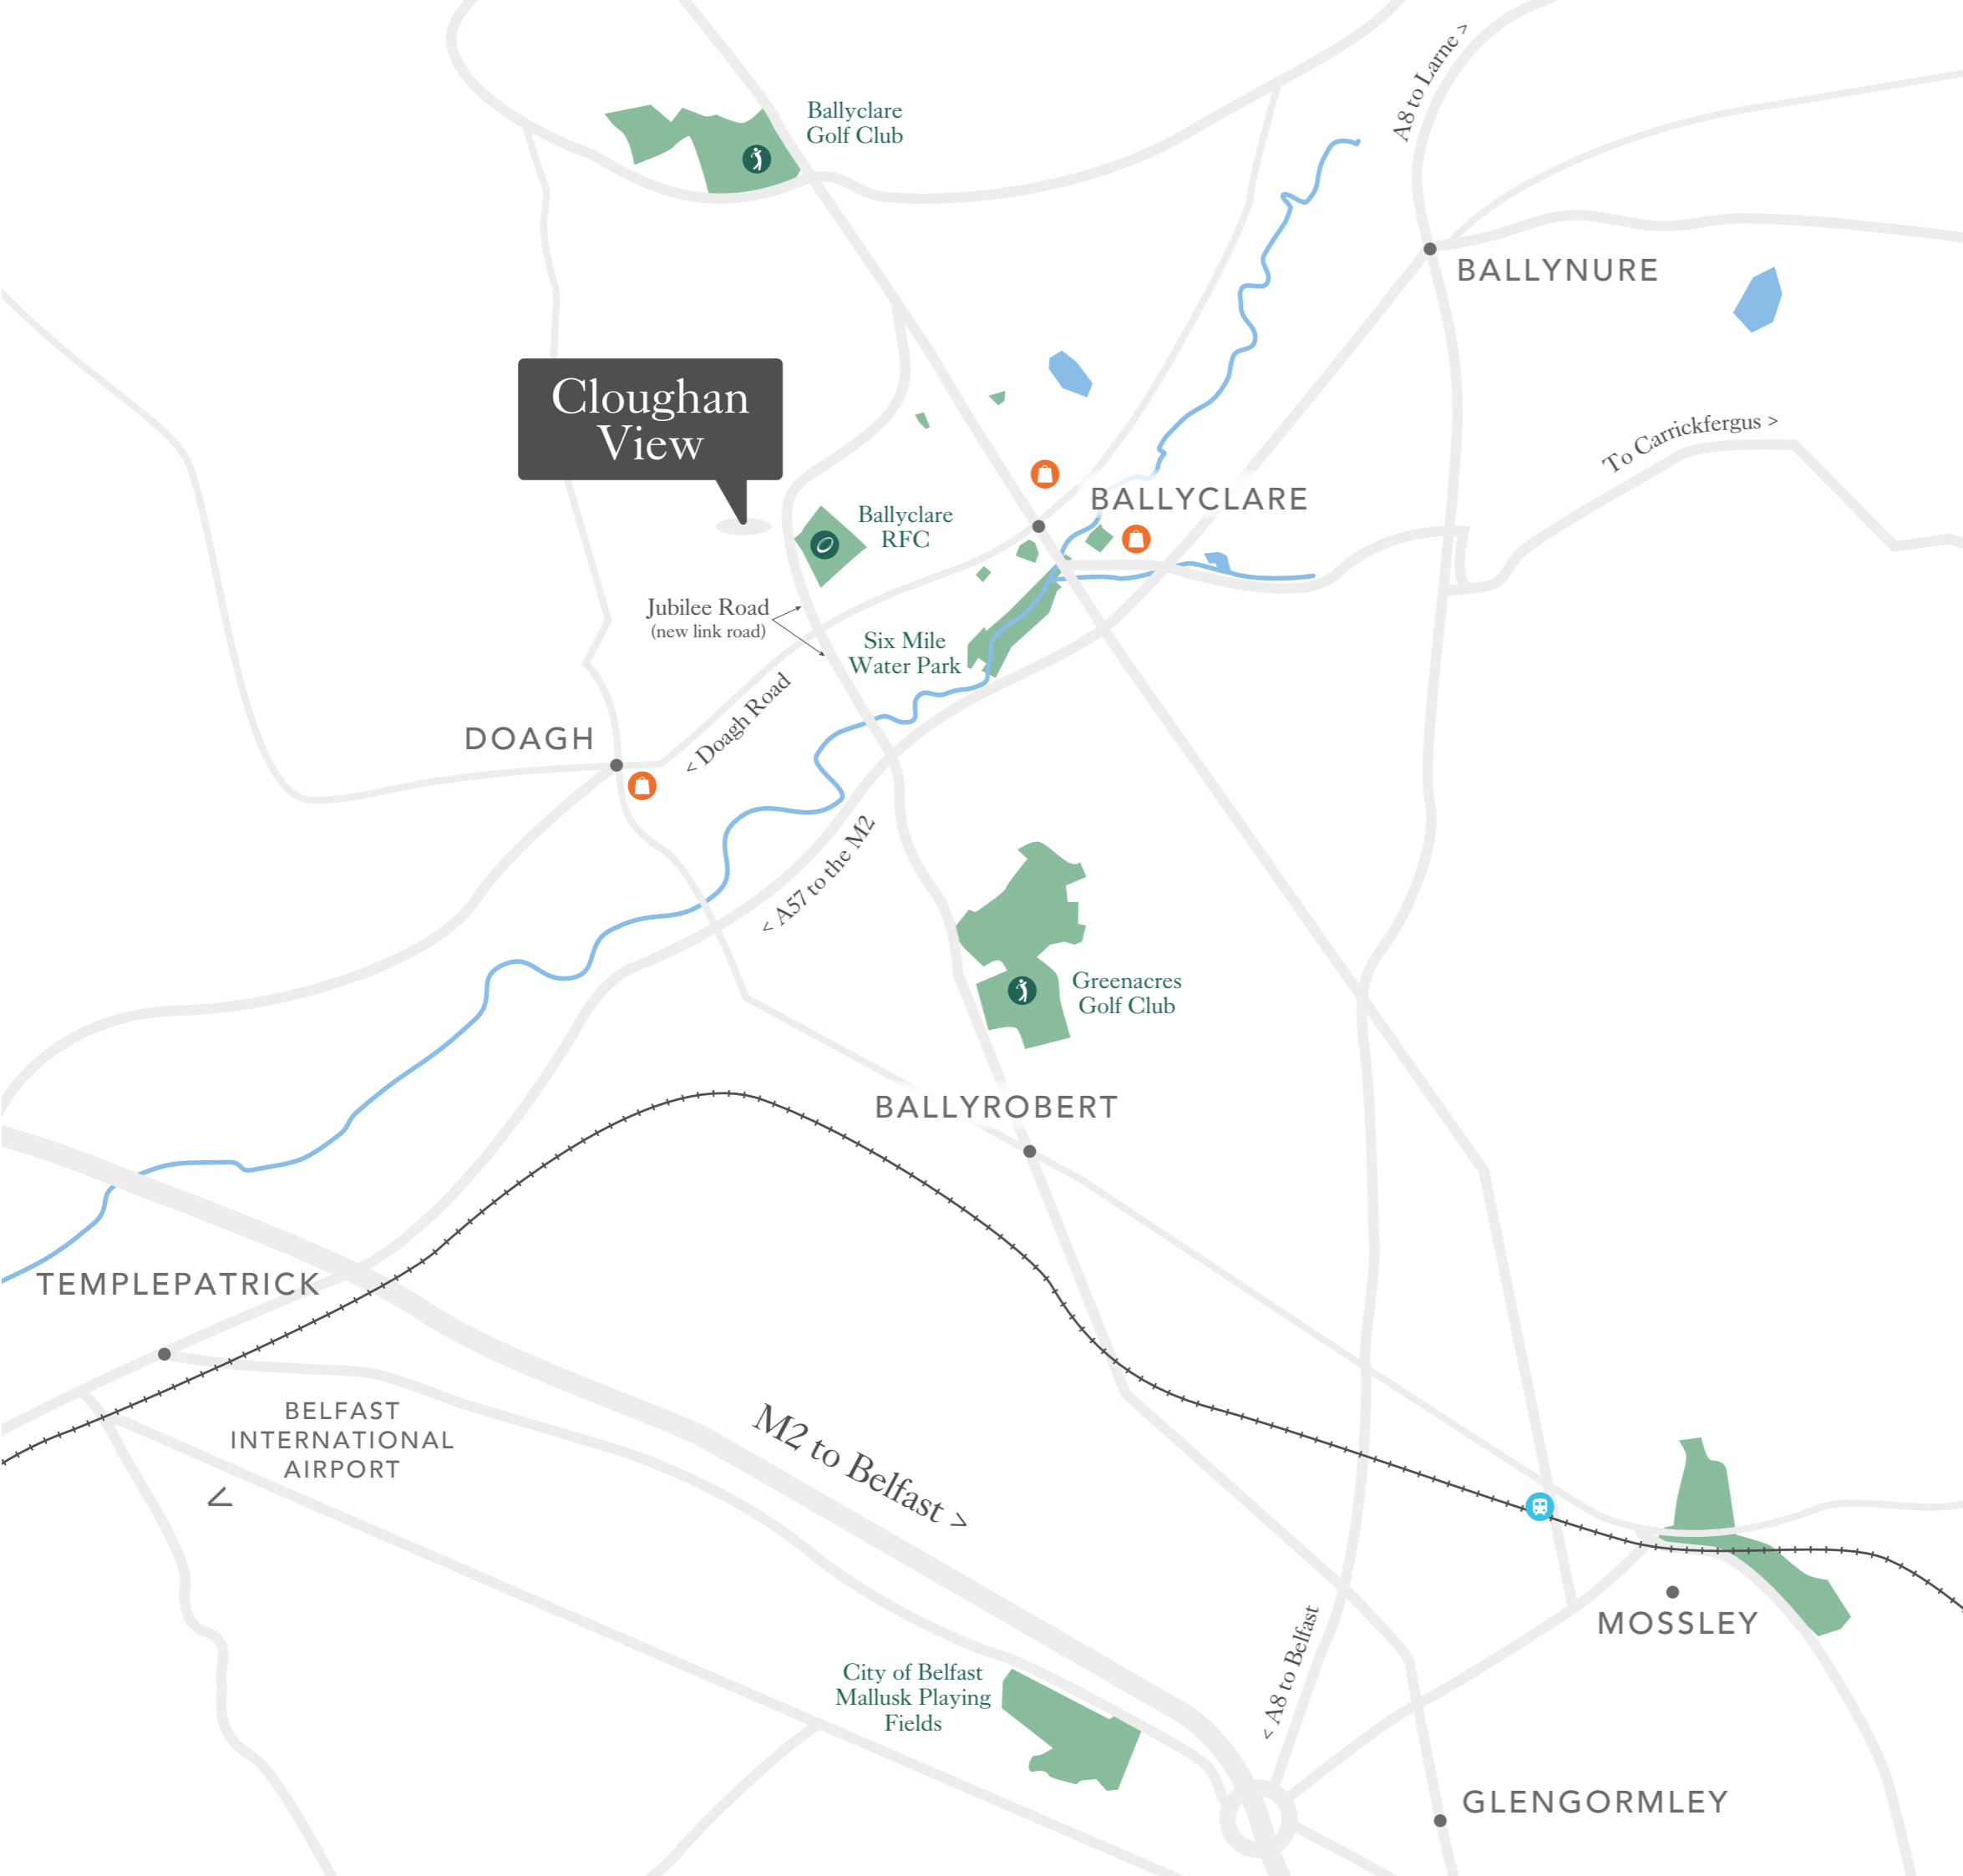 A8 to Larne >
Ballyclare
Golf Club
BALLYNURE
Cloughan
View
To Carrickfergus >
BALLYCLARE
Ballyclare
RFC
Jubilee Road
(new link road)
Six Mile
Water Park
< Doagh Road
DOAGH
< A57 to the M2
Greenacres
Golf Club
BALLYROBERT
TEMPLEPATRICK
BELFAST
INTERNATIONAL
AIRPORT
<
M2 to Belfast >
MOSSLEY
< A8 to Belfast
City of Belfast
Mallusk Playing
Fields
GLENGORMLEY